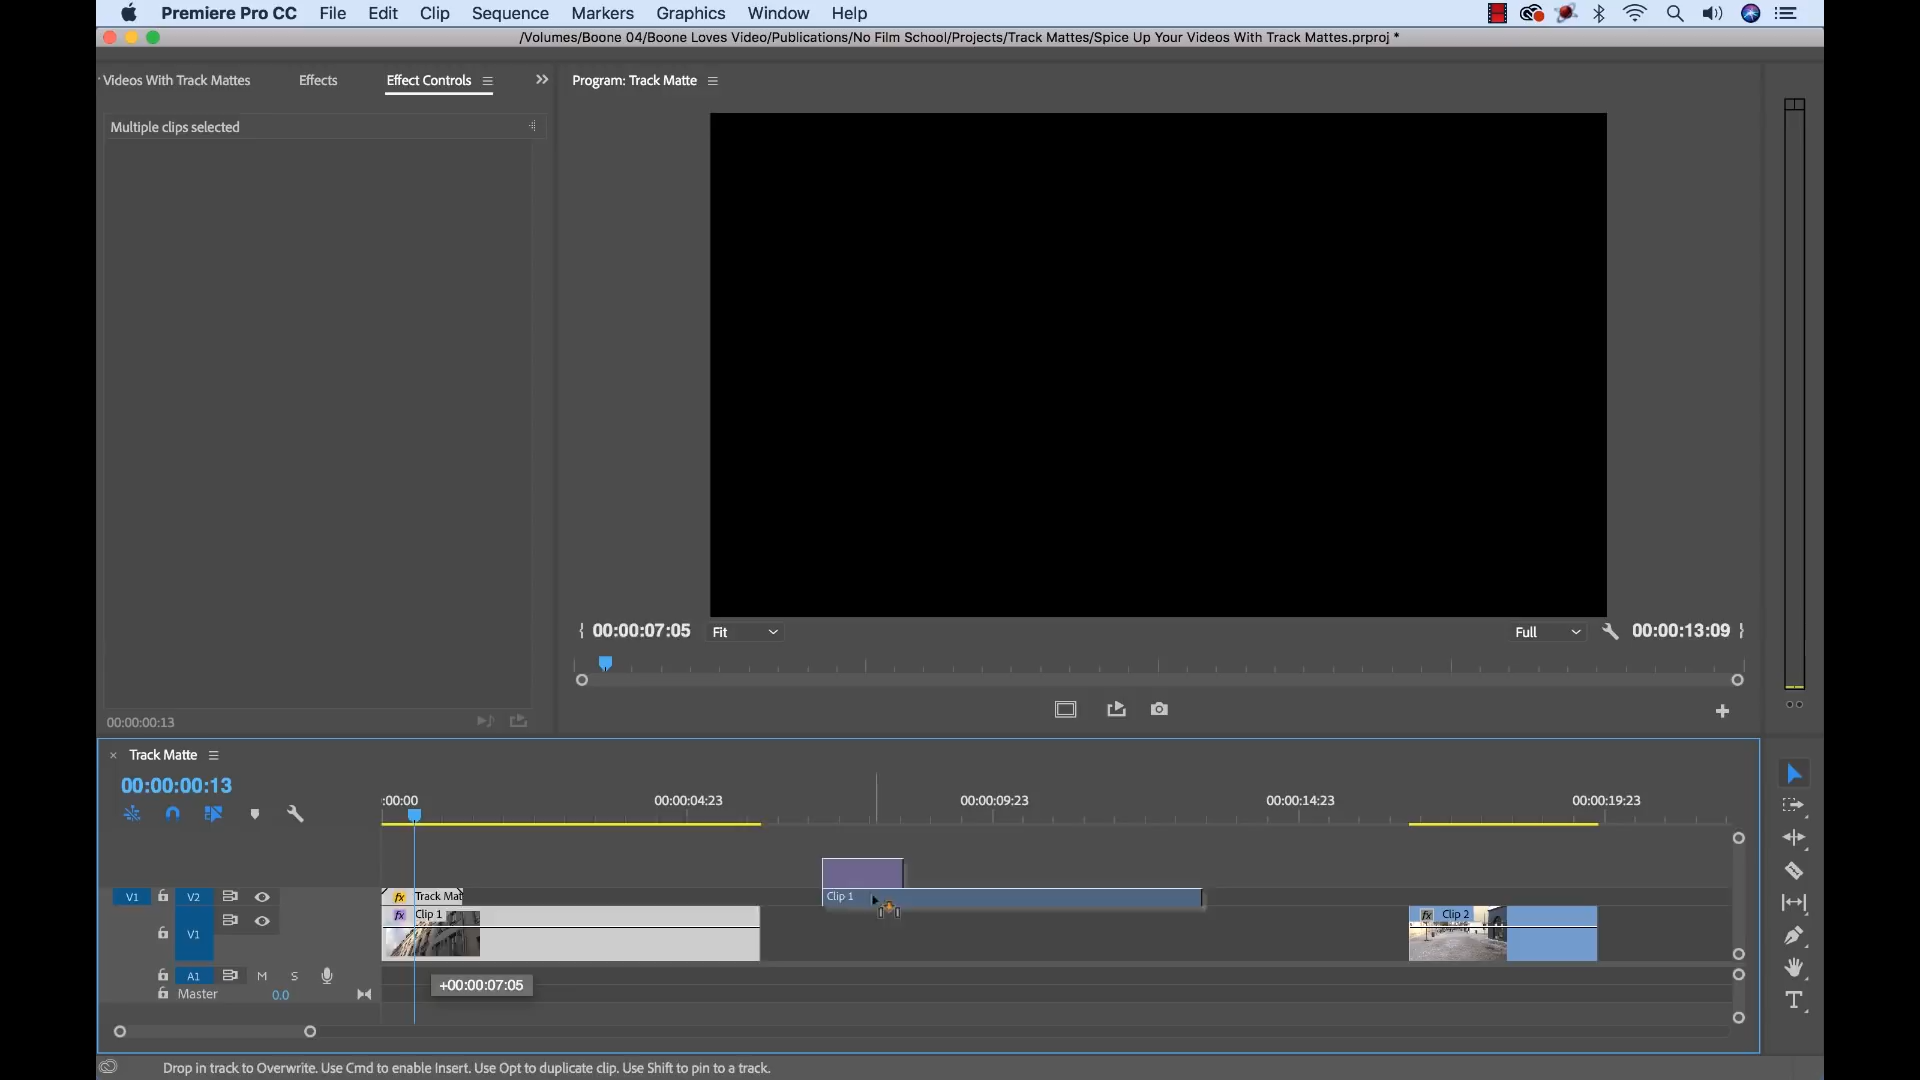 Premiere Pro CC File Edit Clip Sequence Markers Graphics Window Help
/Volumes/Boone 04/Boone Loves Video/Publications/No Film School/Projects/Track Mattes/Spice Up Your Videos With Track Mattes.prproj *
Videos With Track Mattes Effects Effect Controls Program: Track Matte
Multiple clips selected
00:00:07:05 Fit Full 00:00:13:09
00:00:00:13
Track Matte
00:00:00:13
:00:00 00:00:04:23 00:00:09:23 00:00:14:23 00:00:19:23
V1 V2 fx Track Mat Clip 1
V1 fx Clip 1 fx Clip 2
A1 M S
Master 0.0
+00:00:07:05
Drop in track to Overwrite. Use Cmd to enable Insert. Use Opt to duplicate clip. Use Shift to pin to a track.